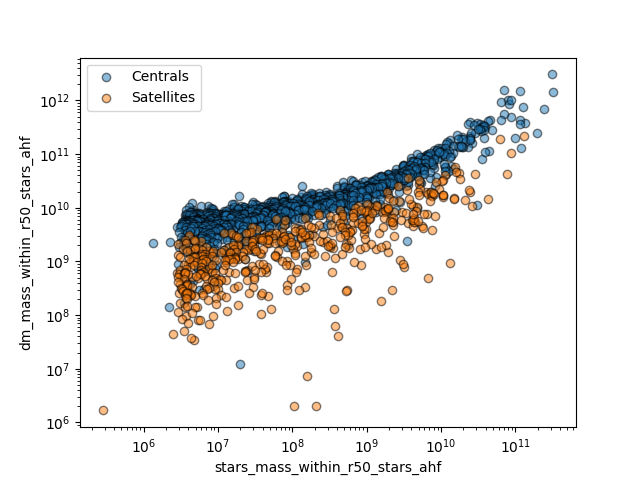 Centrals
Satellites
10¹²
10¹¹
10¹⁰
10⁹
10⁸
10⁷
10⁶
dm_mass_within_r50_stars_ahf
10⁶ 10⁷ 10⁸ 10⁹ 10¹⁰ 10¹¹
stars_mass_within_r50_stars_ahf